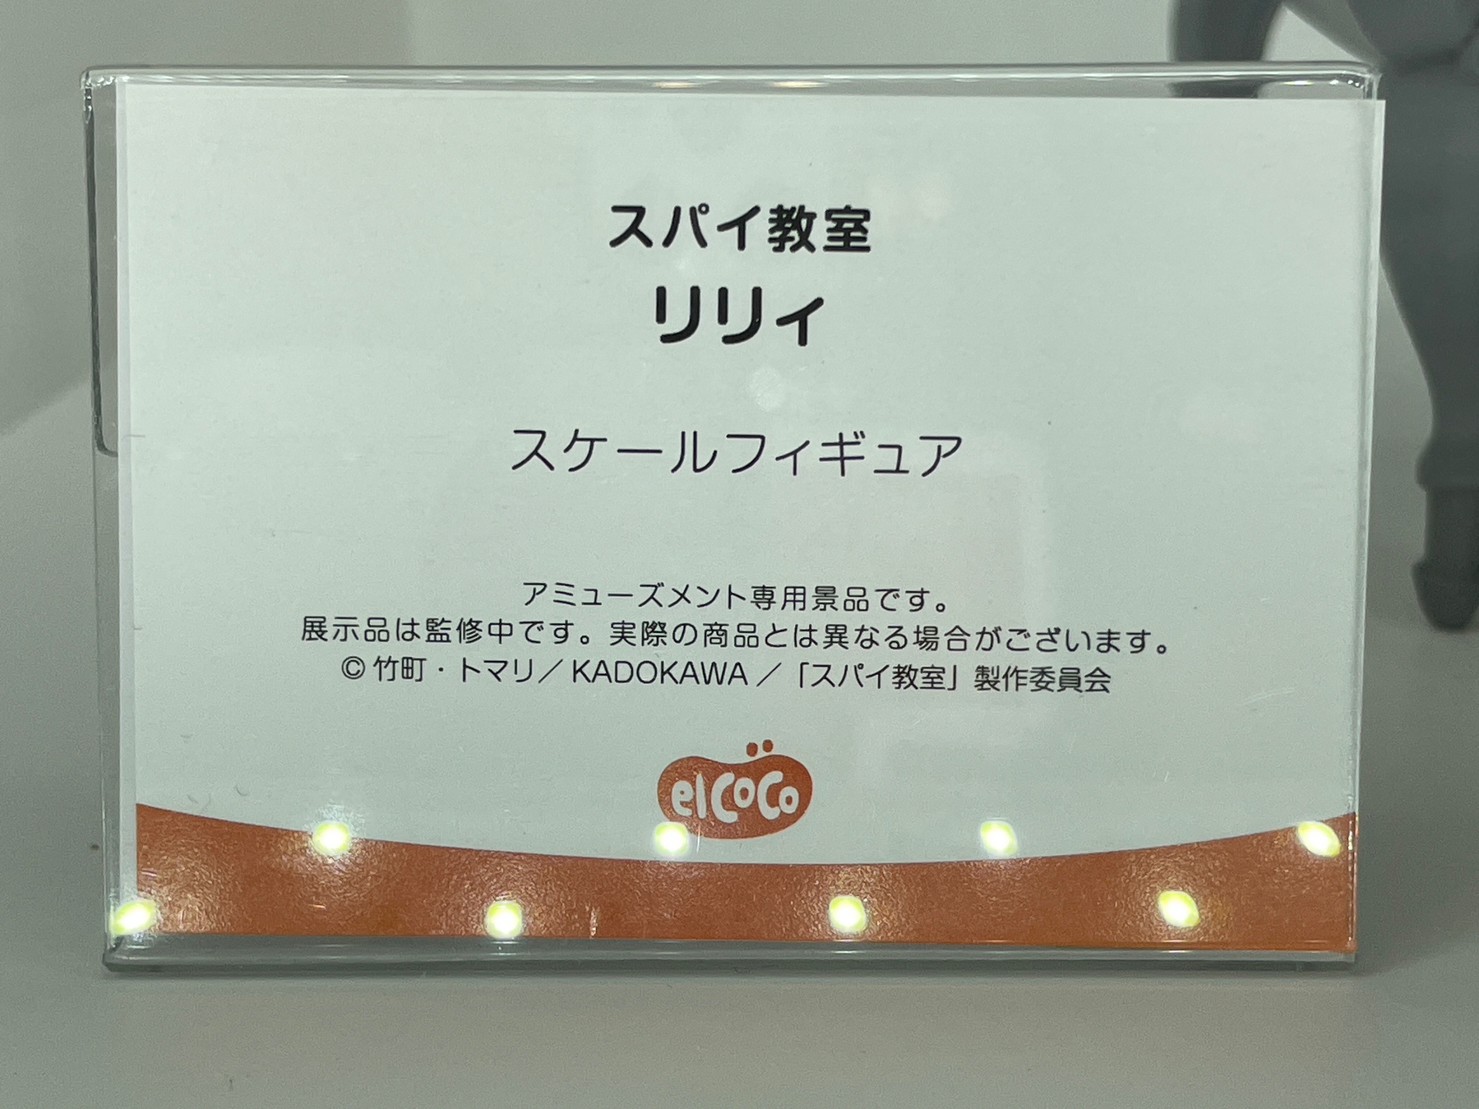 スパイ教室
リリィ
スケールフィギュア
アミューズメント専用景品です。
展示品は監修中です。実際の商品とは異なる場合がございます。
©竹町・トマリ／KADOKAWA／「スパイ教室」製作委員会
elCoCo